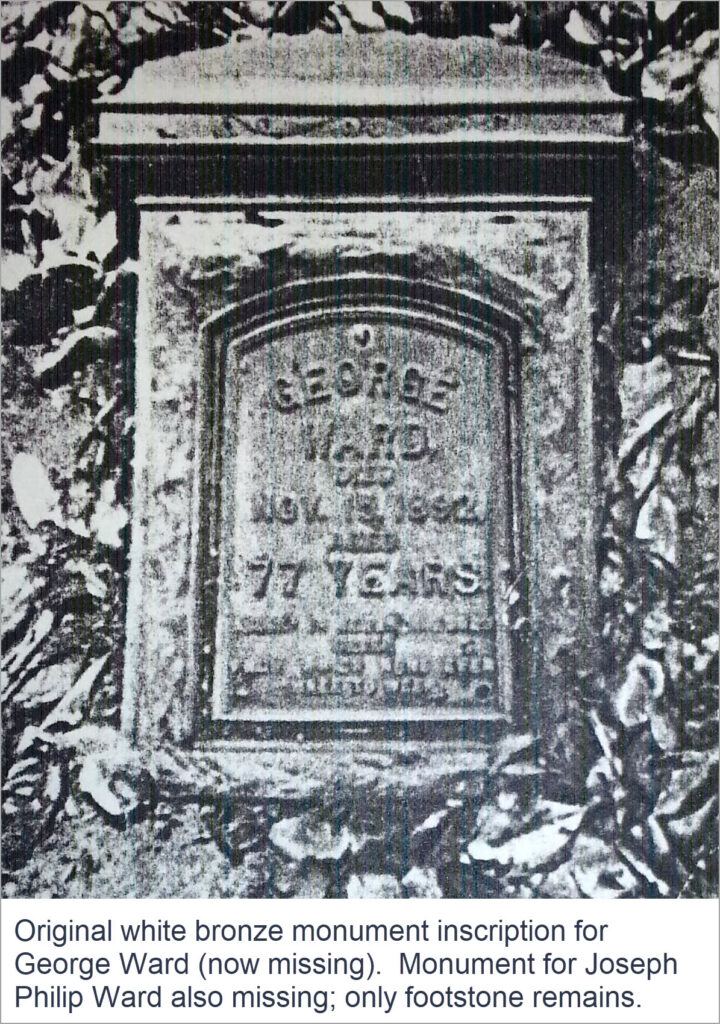 GEORGE
WARD.
DIED
NOV. 19, 1892.
AGED
77 YEARS
Original white bronze monument inscription for
George Ward (now missing).  Monument for Joseph
Philip Ward also missing; only footstone remains.